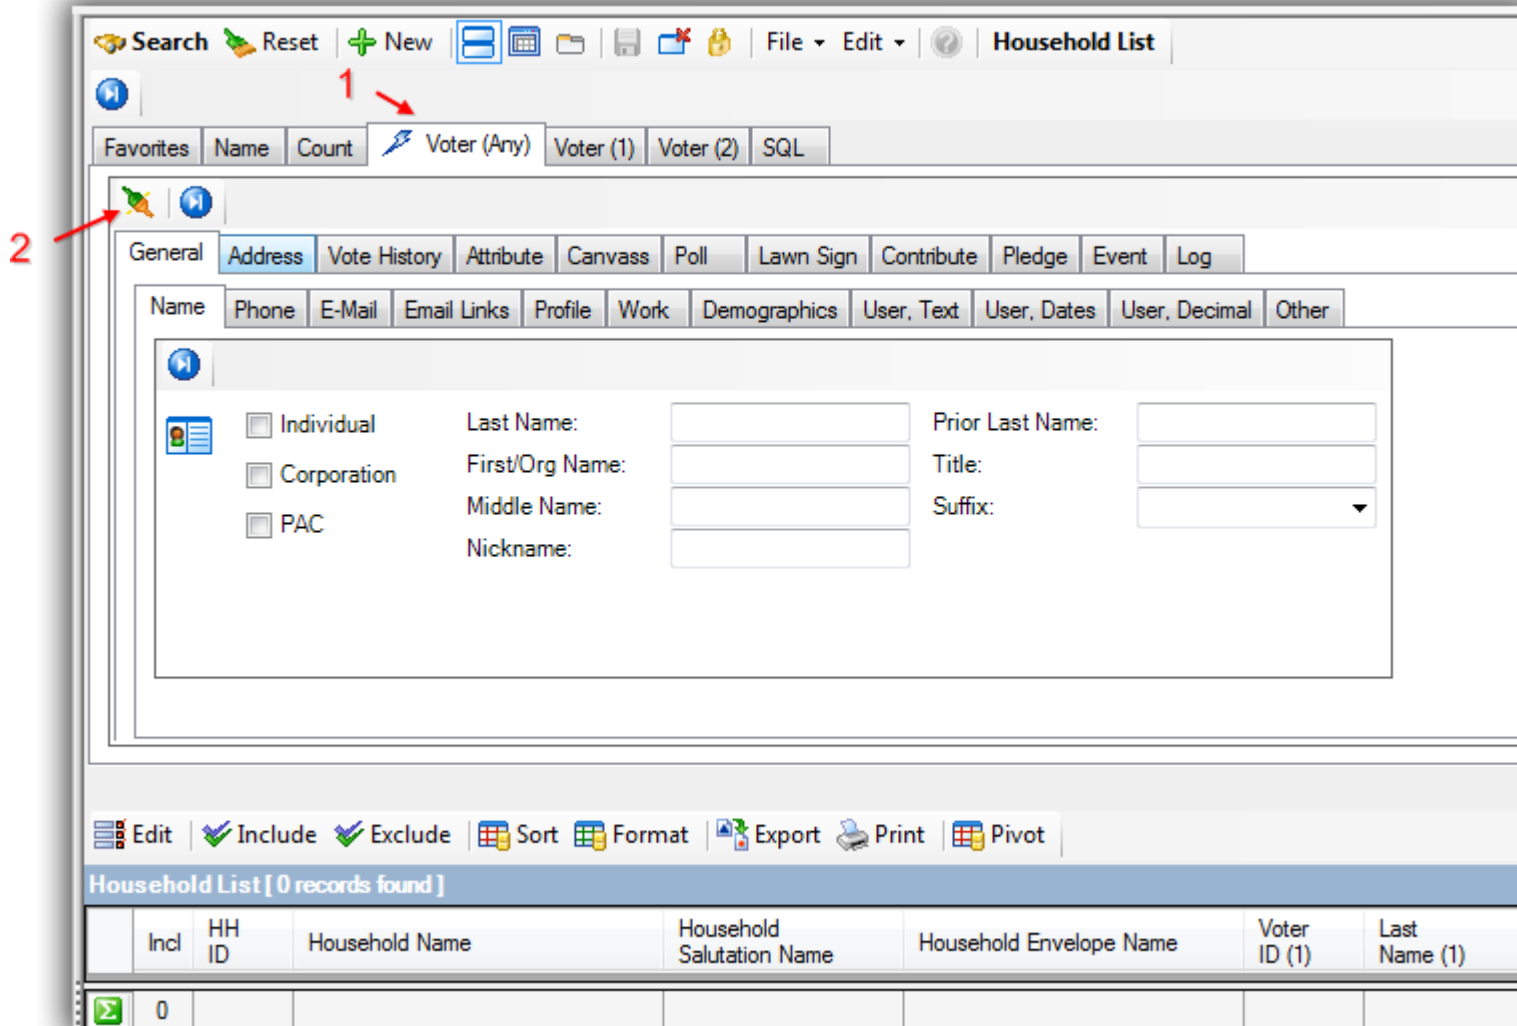 Search Reset New File Edit Household List
1
Favorites Name Count Voter (Any) Voter (1) Voter (2) SQL
2
General Address Vote History Attribute Canvass Poll Lawn Sign Contribute Pledge Event Log
Name Phone E-Mail Email Links Profile Work Demographics User, Text User, Dates User, Decimal Other
Individual Last Name: Prior Last Name:
Corporation First/Org Name: Title:
Middle Name: Suffix:
PAC Nickname:
Edit Include Exclude Sort Format Export Print Pivot
Household List [ 0 records found ]
Incl HH ID Household Name Household Salutation Name Household Envelope Name Voter ID (1) Last Name (1)
Σ 0